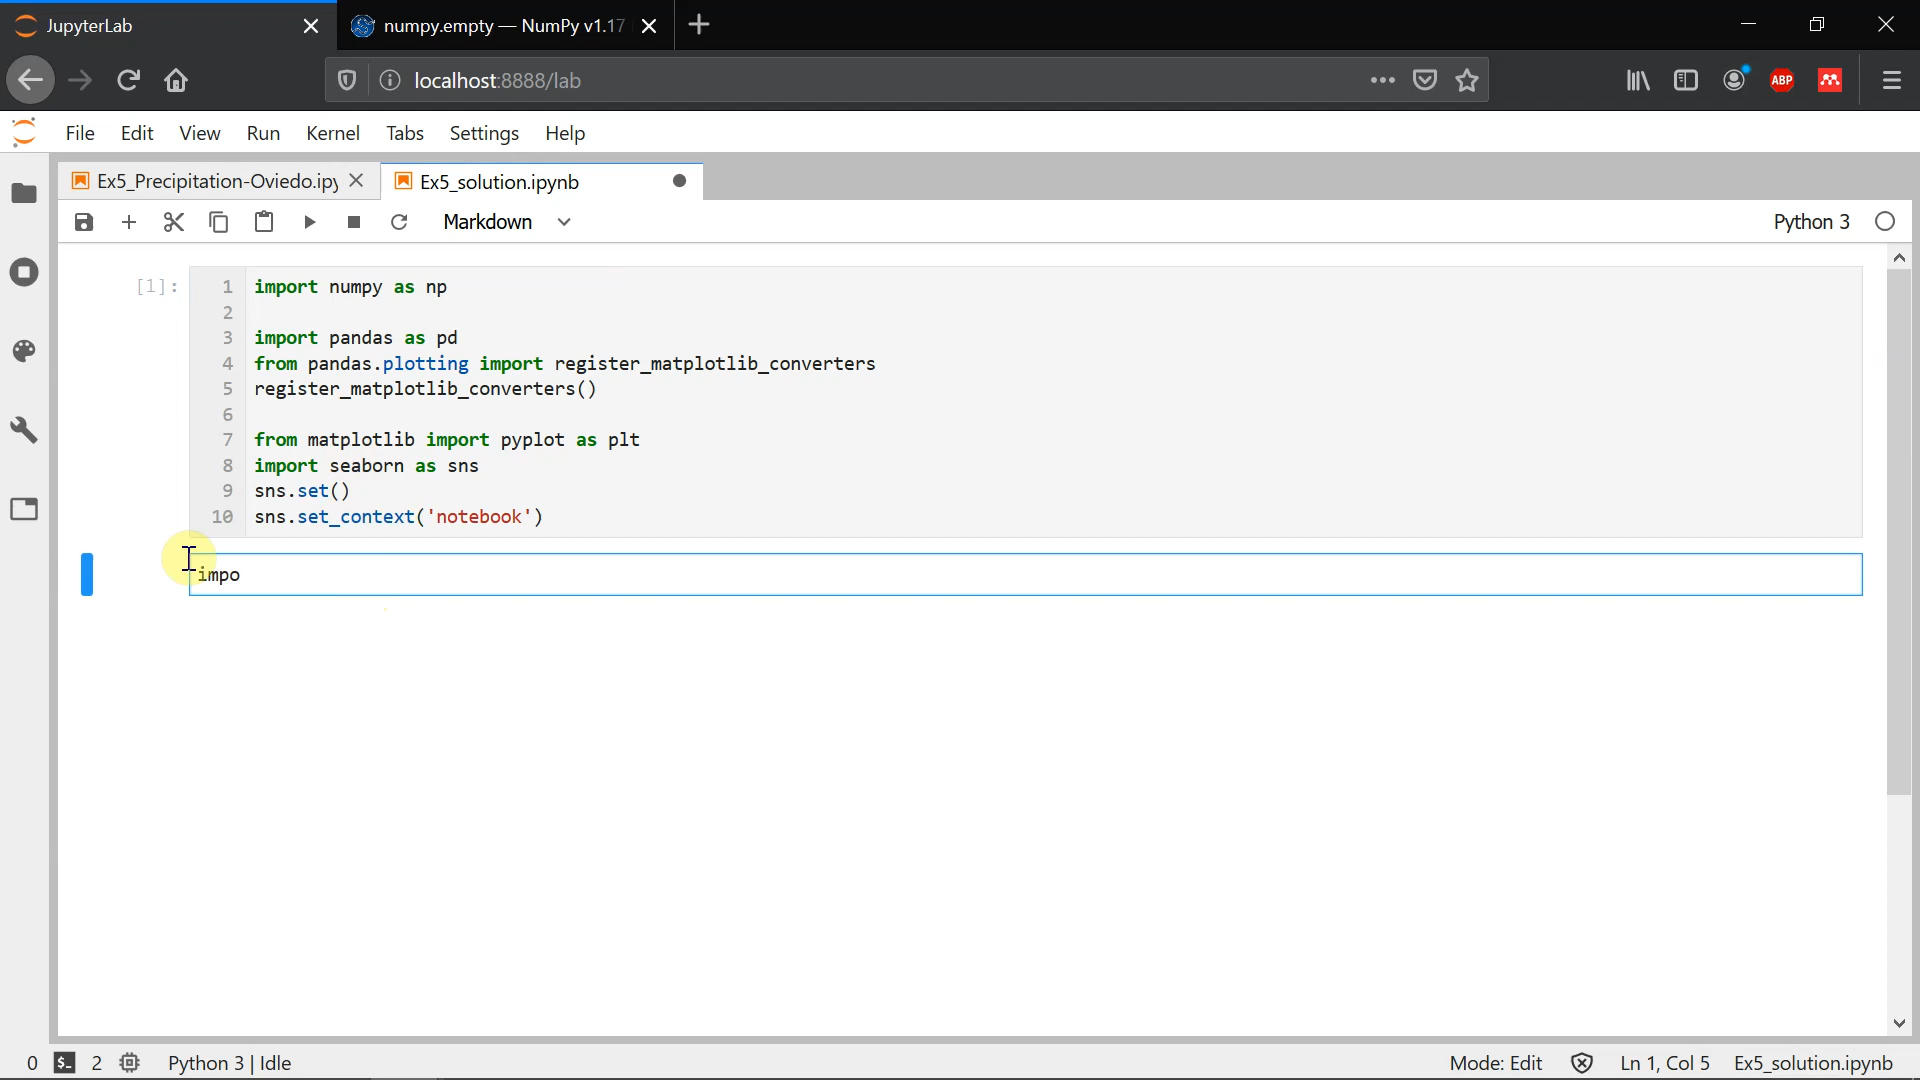 JupyterLab
numpy.empty — NumPy v1.17
localhost:8888/lab
ABP
File Edit View Run Kernel Tabs Settings Help
Ex5_Precipitation-Oviedo.ipy
Ex5_solution.ipynb
Markdown
Python 3
[1]:
1 import numpy as np
2
3 import pandas as pd
4 from pandas.plotting import register_matplotlib_converters
5 register_matplotlib_converters()
6
7 from matplotlib import pyplot as plt
8 import seaborn as sns
9 sns.set()
10 sns.set_context('notebook')
impo
0 $_ 2 Python 3 | Idle
Mode: Edit Ln 1, Col 5 Ex5_solution.ipynb